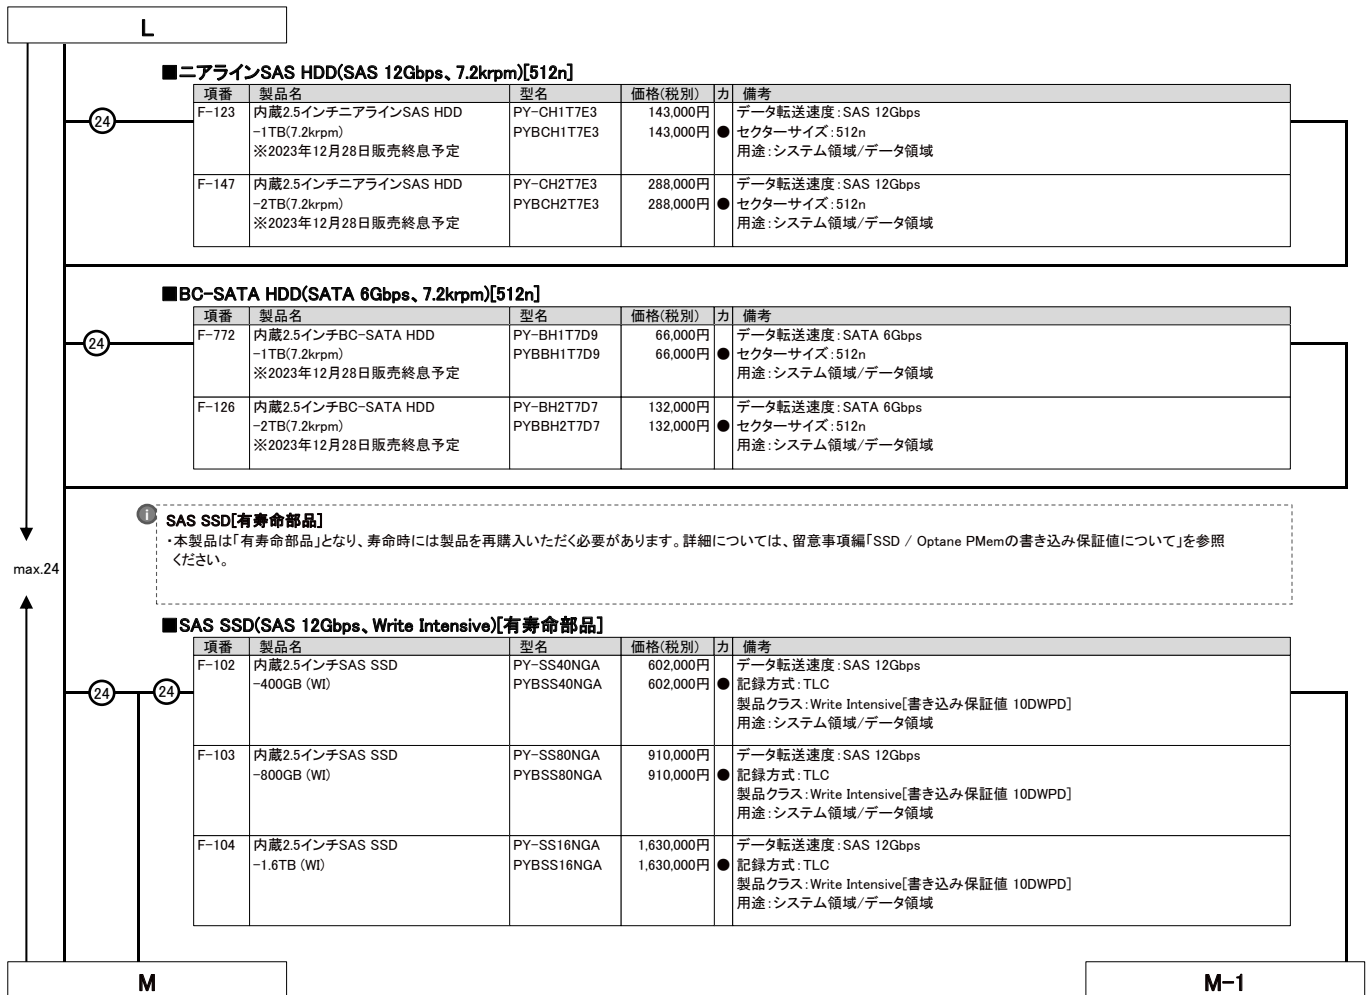 L
■ニアラインSAS HDD(SAS 12Gbps、7.2krpm)[512n]
項番 製品名 型名 価格(税別) カ 備考
24
F-123 内蔵2.5インチニアラインSAS HDD PY-CH1T7E3 143,000円 データ転送速度:SAS 12Gbps
-1TB(7.2krpm) PYBCH1T7E3 143,000円 ● セクターサイズ:512n
※2023年12月28日販売終息予定 用途:システム領域/データ領域
F-147 内蔵2.5インチニアラインSAS HDD PY-CH2T7E3 288,000円 データ転送速度:SAS 12Gbps
-2TB(7.2krpm) PYBCH2T7E3 288,000円 ● セクターサイズ:512n
※2023年12月28日販売終息予定 用途:システム領域/データ領域
■BC-SATA HDD(SATA 6Gbps、7.2krpm)[512n]
項番 製品名 型名 価格(税別) カ 備考
24
F-772 内蔵2.5インチBC-SATA HDD PY-BH1T7D9 66,000円 データ転送速度:SATA 6Gbps
-1TB(7.2krpm) PYBBH1T7D9 66,000円 ● セクターサイズ:512n
※2023年12月28日販売終息予定 用途:システム領域/データ領域
F-126 内蔵2.5インチBC-SATA HDD PY-BH2T7D7 132,000円 データ転送速度:SATA 6Gbps
-2TB(7.2krpm) PYBBH2T7D7 132,000円 ● セクターサイズ:512n
※2023年12月28日販売終息予定 用途:システム領域/データ領域
i SAS SSD[有寿命部品]
・本製品は「有寿命部品」となり、寿命時には製品を再購入いただく必要があります。詳細については、留意事項編「SSD / Optane PMemの書き込み保証値について」を参照
ください。
max.24
■SAS SSD(SAS 12Gbps、Write Intensive)[有寿命部品]
項番 製品名 型名 価格(税別) カ 備考
24 24
F-102 内蔵2.5インチSAS SSD PY-SS40NGA 602,000円 データ転送速度:SAS 12Gbps
-400GB (WI) PYBSS40NGA 602,000円 ● 記録方式:TLC
製品クラス:Write Intensive[書き込み保証値 10DWPD]
用途:システム領域/データ領域
F-103 内蔵2.5インチSAS SSD PY-SS80NGA 910,000円 データ転送速度:SAS 12Gbps
-800GB (WI) PYBSS80NGA 910,000円 ● 記録方式:TLC
製品クラス:Write Intensive[書き込み保証値 10DWPD]
用途:システム領域/データ領域
F-104 内蔵2.5インチSAS SSD PY-SS16NGA 1,630,000円 データ転送速度:SAS 12Gbps
-1.6TB (WI) PYBSS16NGA 1,630,000円 ● 記録方式:TLC
製品クラス:Write Intensive[書き込み保証値 10DWPD]
用途:システム領域/データ領域
M M-1